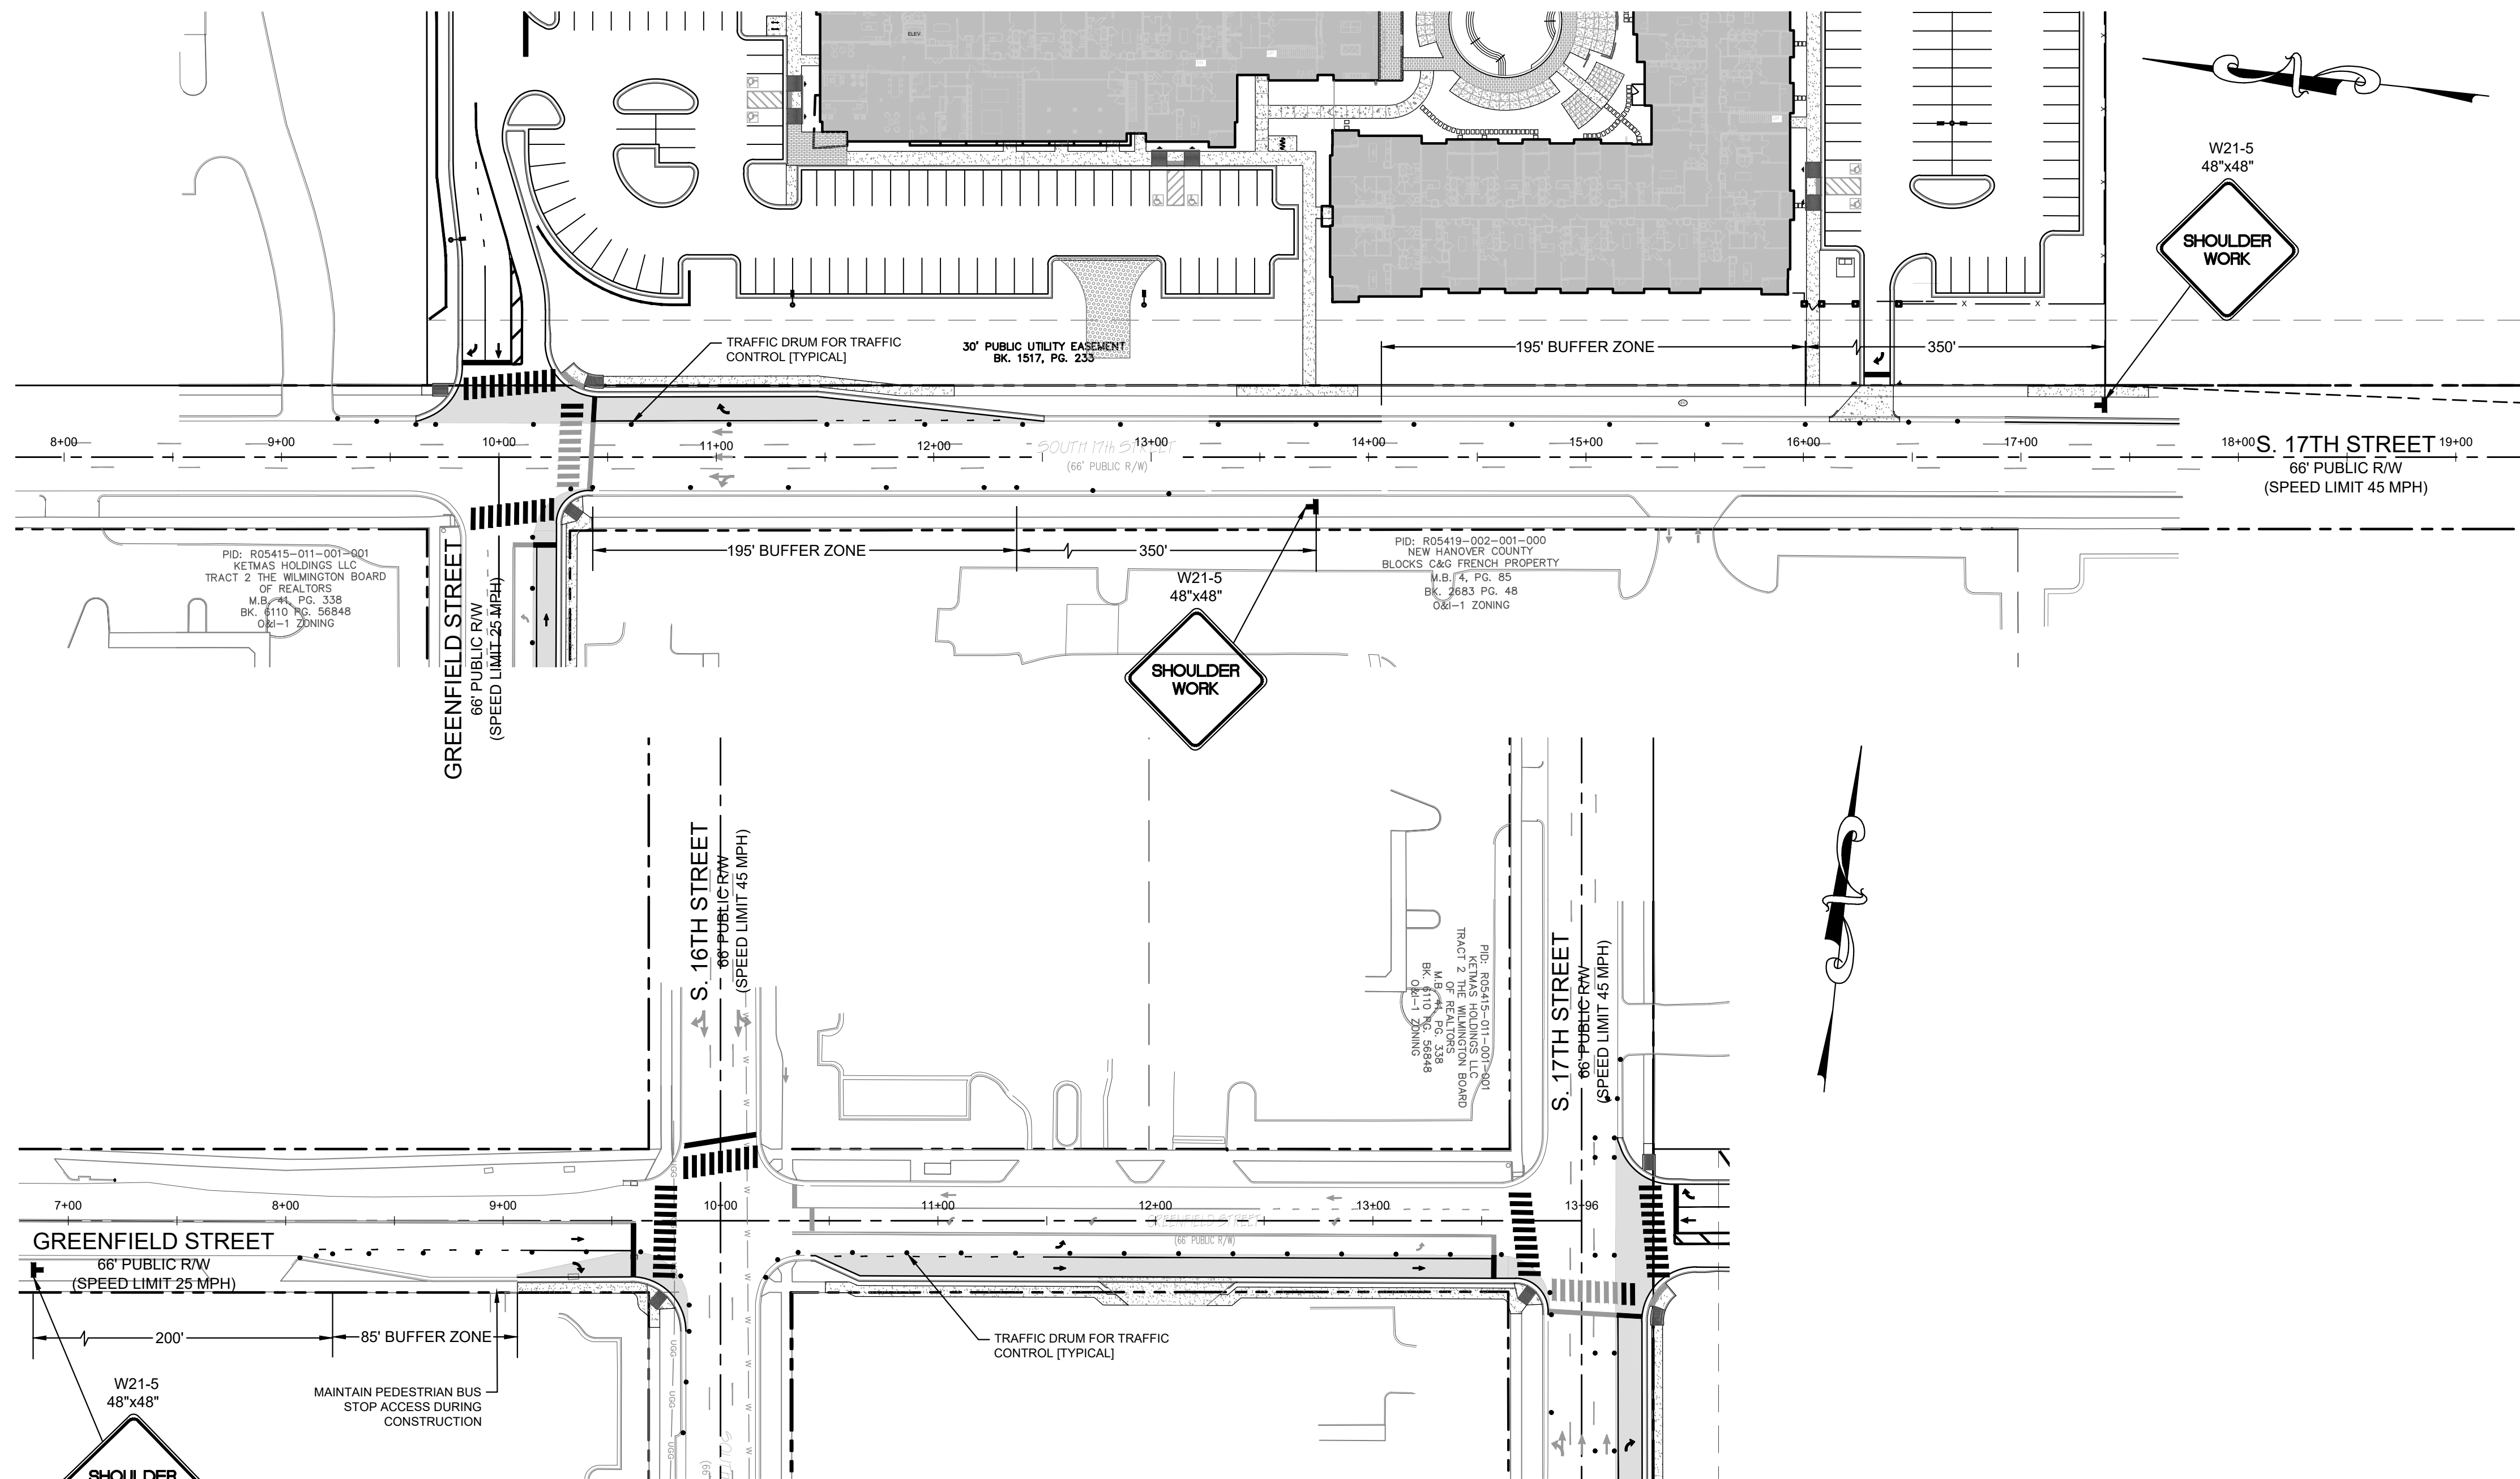 ELEV.
W21-5
48"x48"
SHOULDER
WORK
TRAFFIC DRUM FOR TRAFFIC
CONTROL [TYPICAL]
30' PUBLIC UTILITY EASEMENT
BK. 1517, PG. 233
195' BUFFER ZONE
350'
X
X
X
X
X
X
8+00
9+00
10+00
11+00
12+00
13+00
14+00
15+00
16+00
17+00
18+00
19+00
SOUTH 17th STREET
(66' PUBLIC R/W)
S. 17TH STREET
66' PUBLIC R/W
(SPEED LIMIT 45 MPH)
195' BUFFER ZONE
350'
PID: R05415-011-001-001
KETMAS HOLDINGS LLC
TRACT 2 THE WILMINGTON BOARD
OF REALTORS
M.B. 41, PG. 338
BK. 6110 PG. 56848
O&I-1 ZONING
GREENFIELD STREET
66' PUBLIC R/W
(SPEED LIMIT 25 MPH)
PID: R05419-002-001-000
NEW HANOVER COUNTY
BLOCKS C&G FRENCH PROPERTY
M.B. 4, PG. 85
BK. 2683 PG. 48
O&I-1 ZONING
W21-5
48"x48"
SHOULDER
WORK
S. 16TH STREET
66' PUBLIC R/W
(SPEED LIMIT 45 MPH)
PID: R05415-011-001-001
KETMAS HOLDINGS LLC
TRACT 2 THE WILMINGTON BOARD
OF REALTORS
M.B. 41, PG. 338
BK. 6110 PG. 56848
O&I-1 ZONING
S. 17TH STREET
66' PUBLIC R/W
(SPEED LIMIT 45 MPH)
7+00
8+00
9+00
10+00
11+00
12+00
13+00
13+96
GREENFIELD STREET
(66' PUBLIC R/W)
GREENFIELD STREET
66' PUBLIC R/W
(SPEED LIMIT 25 MPH)
UGG
UGG
UGG
UGG
UGG
W
W
W
W
W
W
W
W
200'
85' BUFFER ZONE
TRAFFIC DRUM FOR TRAFFIC
CONTROL [TYPICAL]
MAINTAIN PEDESTRIAN BUS
STOP ACCESS DURING
CONSTRUCTION
W21-5
48"x48"
SHOULDER